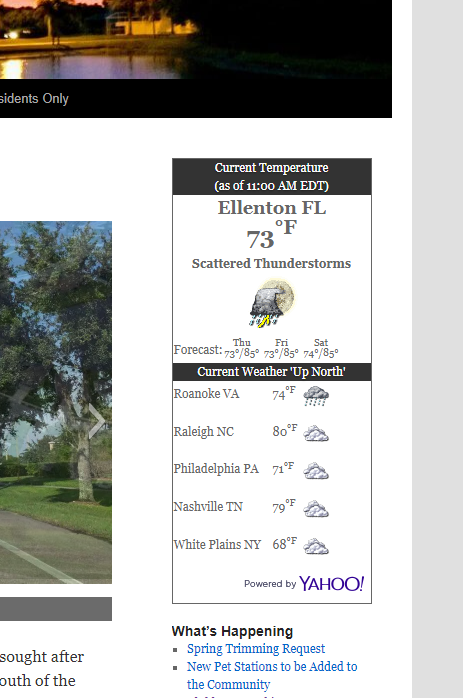 sidents Only
Current Temperature
(as of 11:00 AM EDT)
Ellenton FL
73°F
Scattered Thunderstorms
Thu Fri Sat
Forecast: 73°/85° 73°/85° 74°/85°
Current Weather 'Up North'
Roanoke VA 74°F
Raleigh NC 80°F
Philadelphia PA 71°F
Nashville TN 79°F
White Plains NY 68°F
Powered by YAHOO!
What's Happening
Spring Trimming Request
New Pet Stations to be Added to
the Community
sought after
outh of the